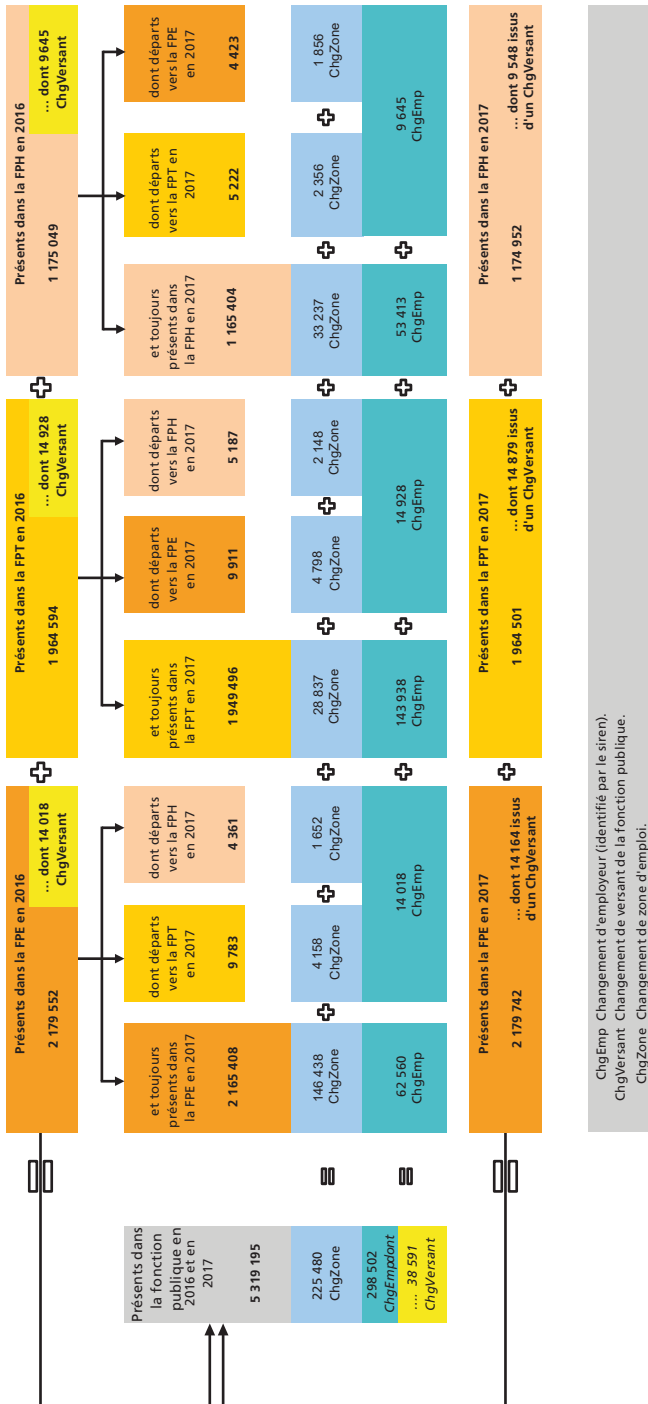 Présents dans la FPE en 2016
2 179 552
... dont 14 018
ChgVersant
Présents dans la FPT en 2016
1 964 594
... dont 14 928
ChgVersant
Présents dans la FPH en 2016
1 175 049
... dont 9645
ChgVersant
Présents dans
la fonction
publique en
2016 et en
2017
5 319 195
et toujours
présents dans
la FPE en 2017
2 165 408
dont départs
vers la FPT
en 2017
9 783
dont départs
vers la FPH
en 2017
4 361
et toujours
présents dans
la FPT en 2017
1 949 496
dont départs
vers la FPE
en 2017
9 911
dont départs
vers la FPH
en 2017
5 187
et toujours
présents dans
la FPH en 2017
1 165 404
dont départs
vers la FPT en
2017
5 222
dont départs
vers la FPE
en 2017
4 423
225 480
ChgZone
146 438
ChgZone
4 158
ChgZone
1 652
ChgZone
28 837
ChgZone
4 798
ChgZone
2 148
ChgZone
33 237
ChgZone
2 356
ChgZone
1 856
ChgZone
298 502
ChgEmpdont
.... 38 591
ChgVersant
62 560
ChgEmp
14 018
ChgEmp
143 938
ChgEmp
14 928
ChgEmp
53 413
ChgEmp
9 645
ChgEmp
Présents dans la FPE en 2017
2 179 742
... dont 14164 issus
d'un ChgVersant
Présents dans la FPT en 2017
1 964 501
... dont 14 879 issus
d'un ChgVersant
Présents dans la FPH en 2017
1 174 952
... dont 9 548 issus
d'un ChgVersant
ChgEmp Changement d'employeur (identifié par le siren).
ChgVersant Changement de versant de la fonction publique.
ChgZone Changement de zone d'emploi.